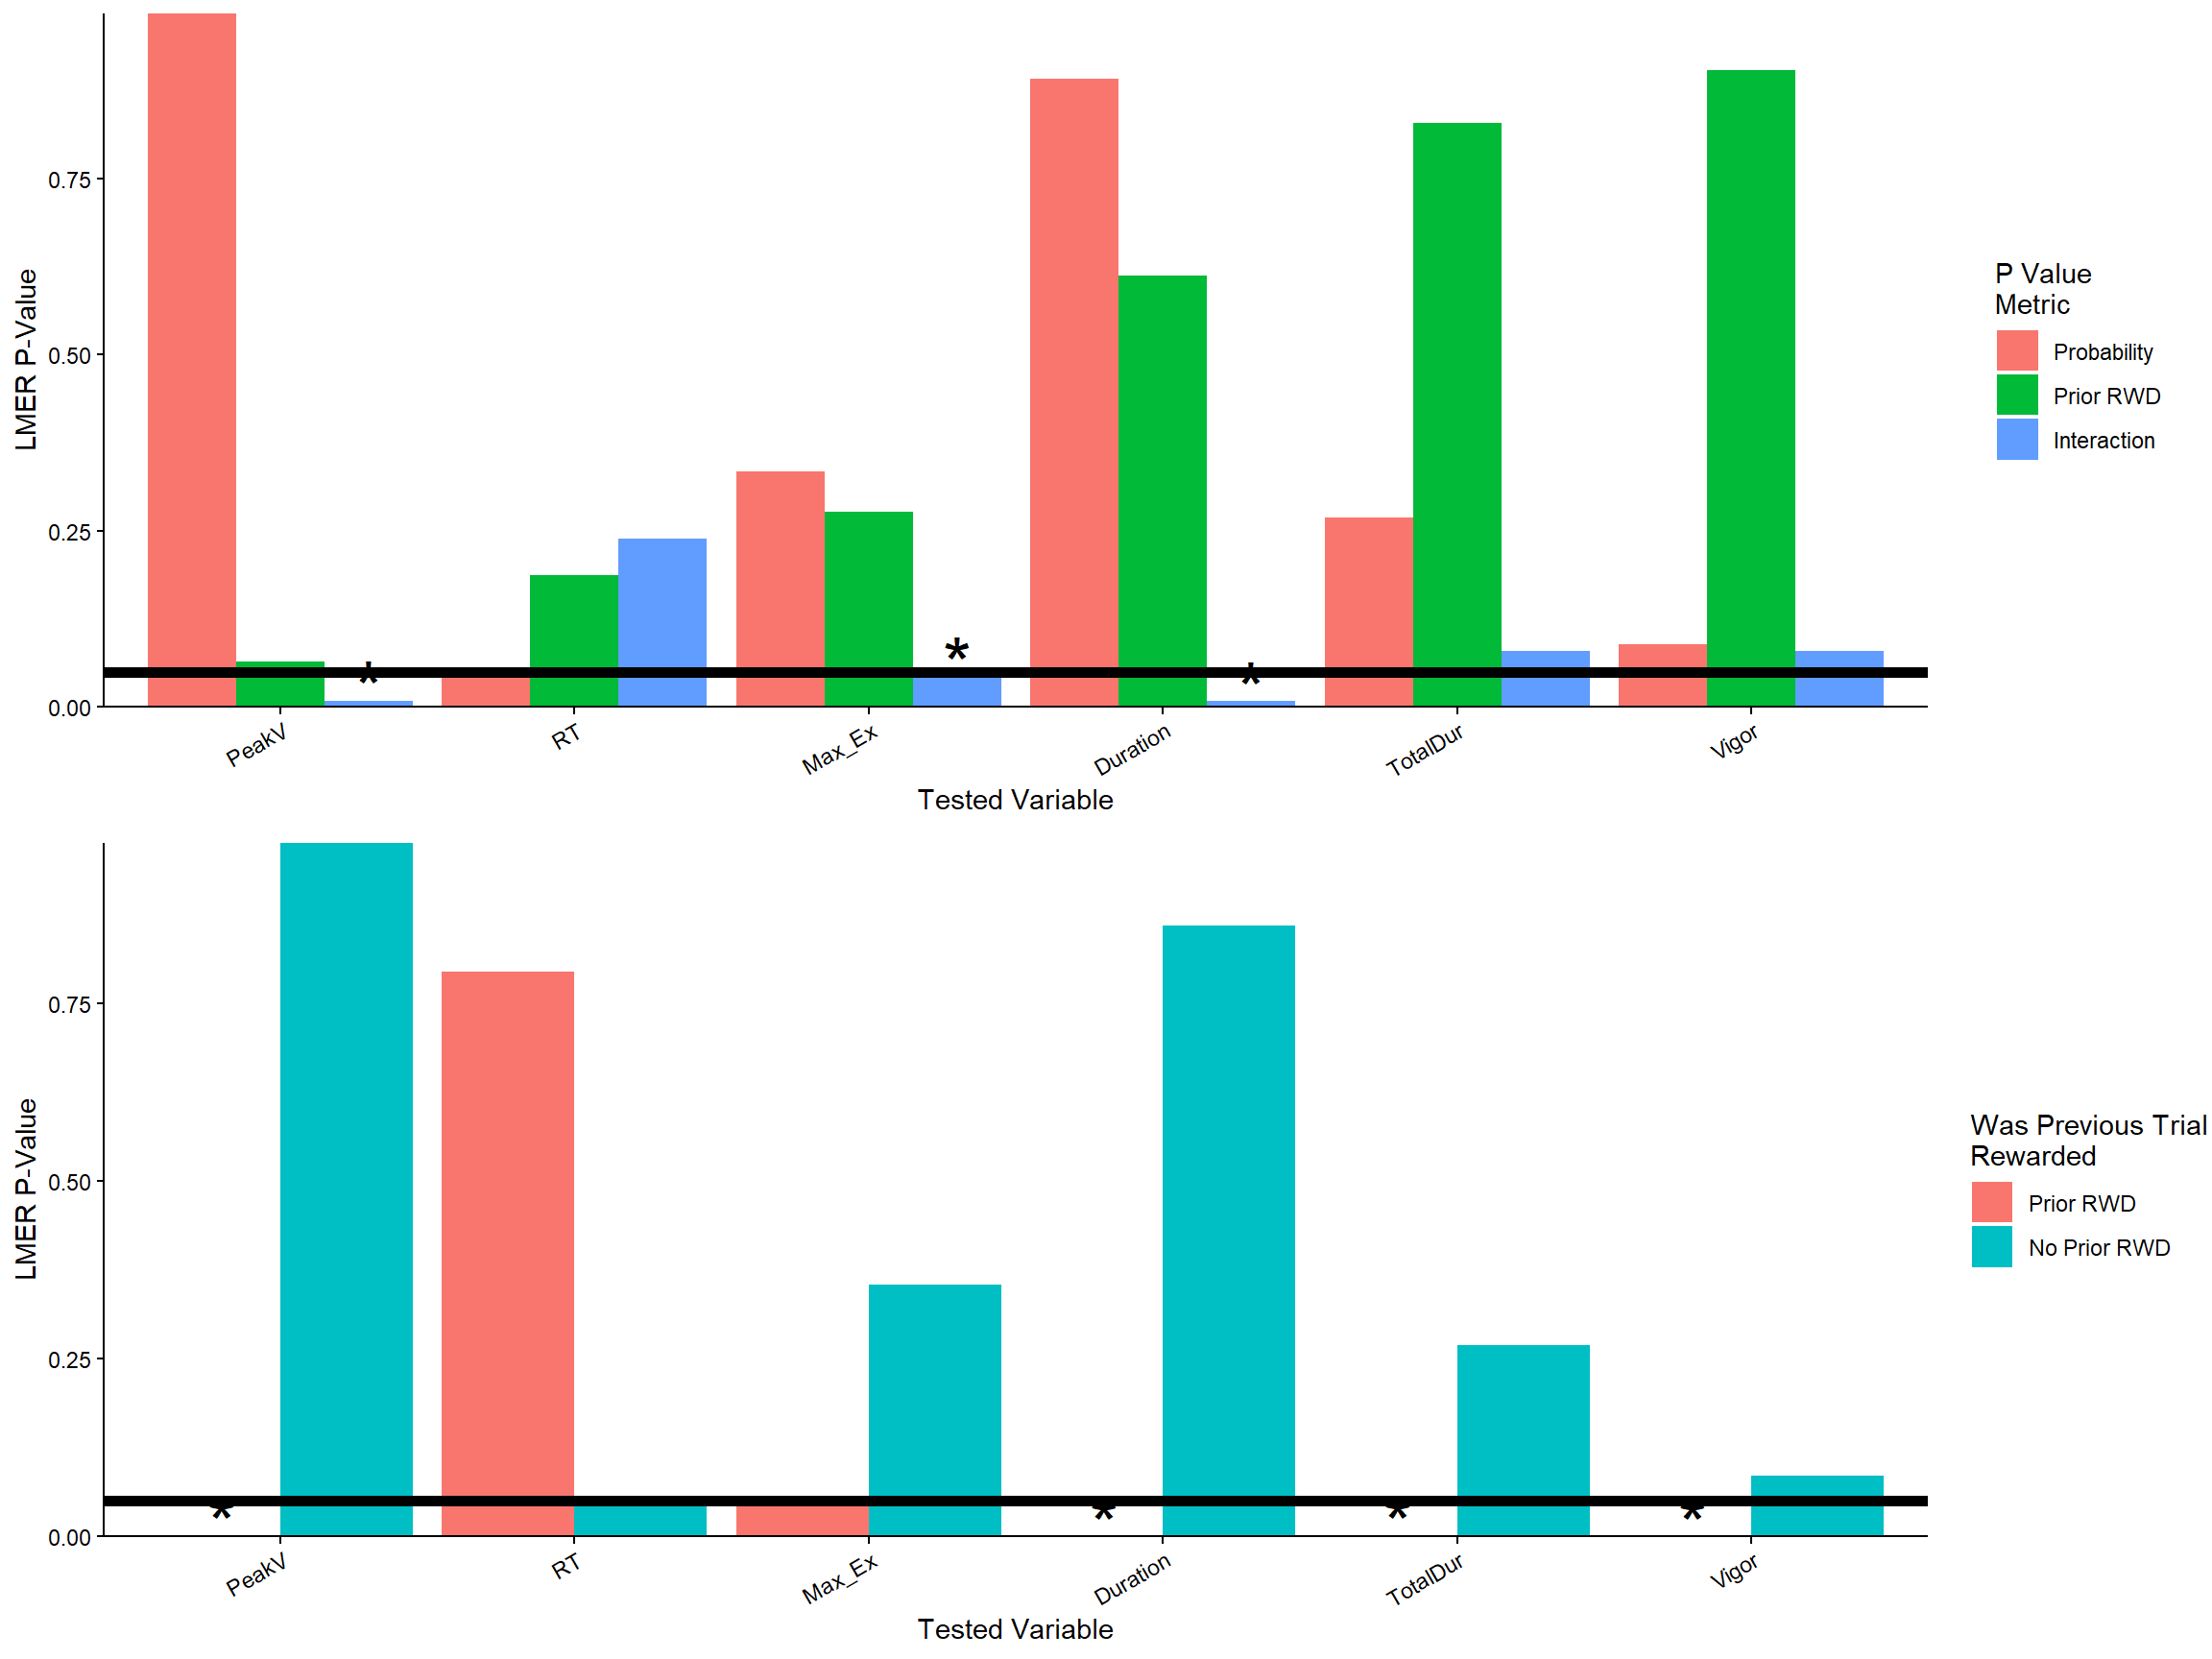 LMER P-Value
0.75
0.50
0.25
0.00
*
*
*
PeakV
RT
Max_Ex
Duration
TotalDur
Vigor
Tested Variable
P Value
Metric
Probability
Prior RWD
Interaction
LMER P-Value
0.75
0.50
0.25
0.00
*
*
*
*
PeakV
RT
Max_Ex
Duration
TotalDur
Vigor
Tested Variable
Was Previous Trial
Rewarded
Prior RWD
No Prior RWD